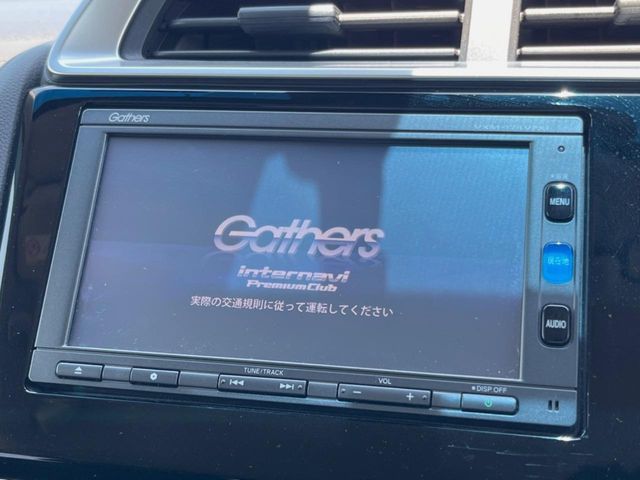 Gathers
Gathers
internavi
Premium Club
実際の交通規則に従って運転してください
MENU
現在地
AUDIO
TUNE/TRACK
VOL
DISP OFF